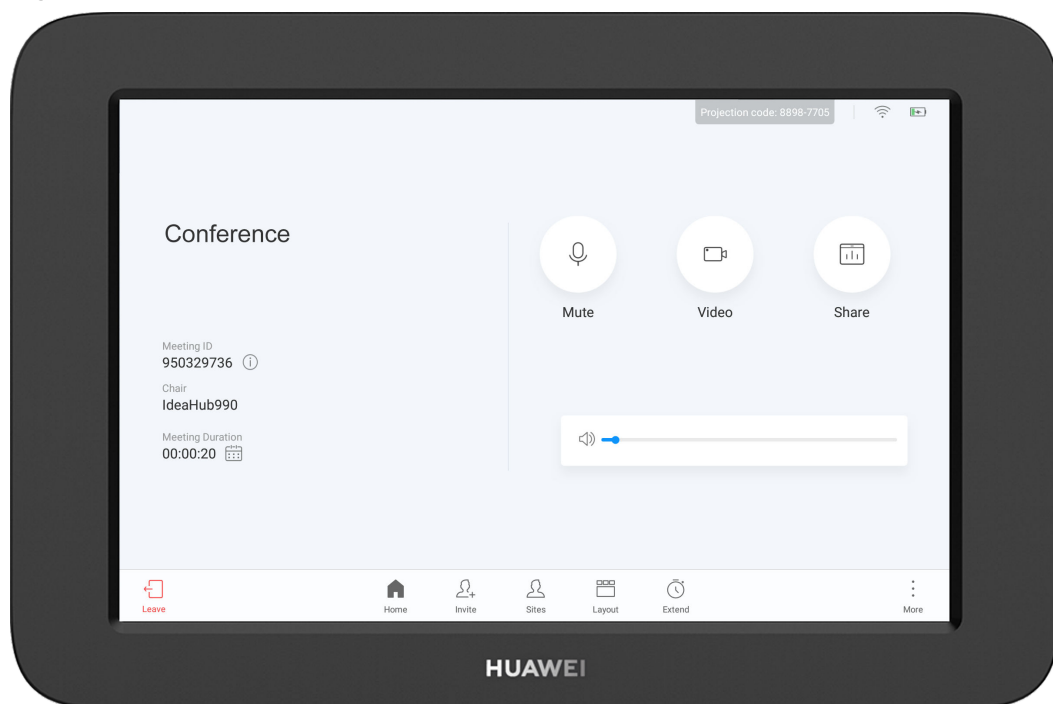 Projection code: 8898-7705
Conference
Mute
Video
Share
Meeting ID
950329736
Chair
IdeaHub990
Meeting Duration
00:00:20
Leave
Home
Invite
Sites
Layout
Extend
More
HUAWEI